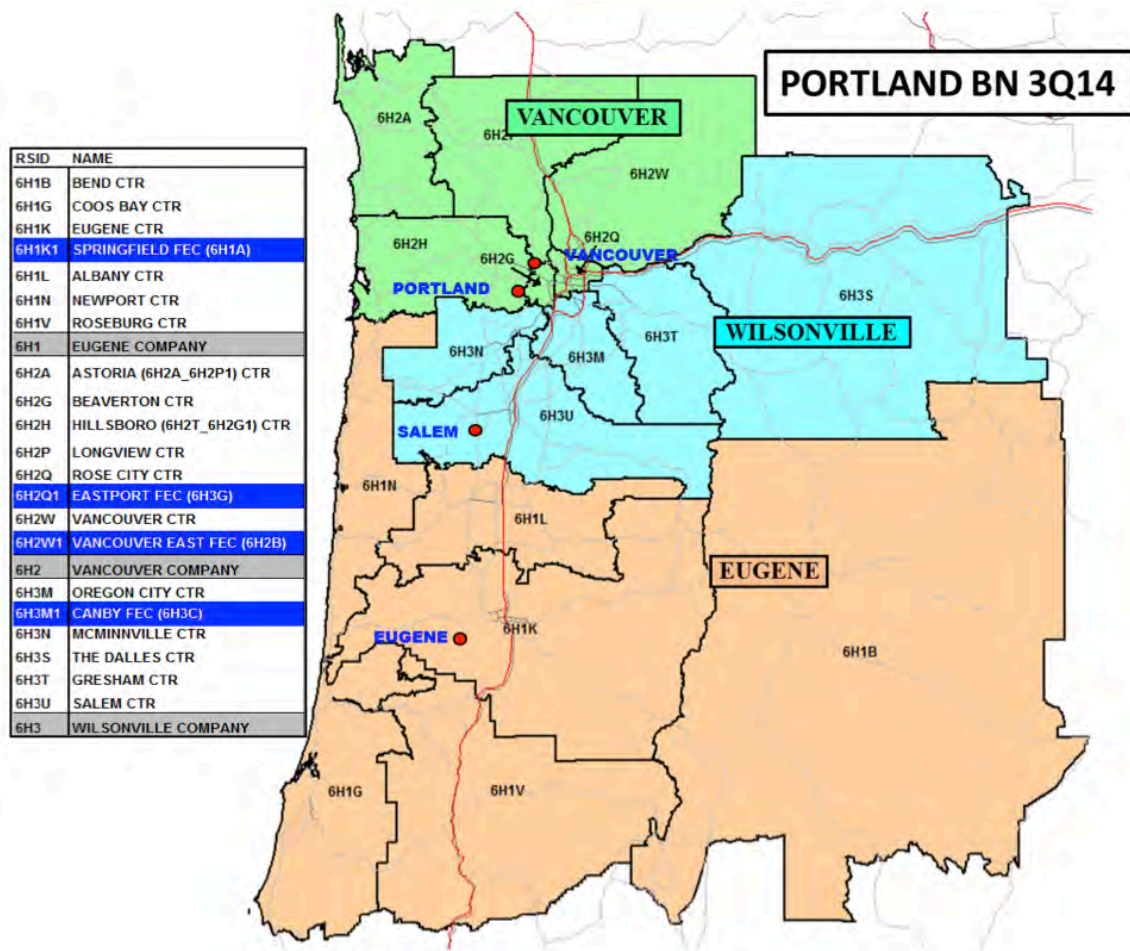 PORTLAND BN 3Q14
RSID NAME
6H1B BEND CTR
6H1G COOS BAY CTR
6H1K EUGENE CTR
6H1K1 SPRINGFIELD FEC (6H1A)
6H1L ALBANY CTR
6H1N NEWPORT CTR
6H1V ROSEBURG CTR
6H1 EUGENE COMPANY
6H2A ASTORIA (6H2A_6H2P1) CTR
6H2G BEAVERTON CTR
6H2H HILLSBORO (6H2T_6H2G1) CTR
6H2P LONGVIEW CTR
6H2Q ROSE CITY CTR
6H2Q1 EASTPORT FEC (6H3G)
6H2W VANCOUVER CTR
6H2W1 VANCOUVER EAST FEC (6H2B)
6H2 VANCOUVER COMPANY
6H3M OREGON CITY CTR
6H3M1 CANBY FEC (6H3C)
6H3N MCMINNVILLE CTR
6H3S THE DALLES CTR
6H3T GRESHAM CTR
6H3U SALEM CTR
6H3 WILSONVILLE COMPANY
6H2A
VANCOUVER
6H2W
6H2H
6H2Q
6H2G
VANCOUVER
PORTLAND
6H3S
6H3T
WILSONVILLE
6H3N
6H3M
6H3U
SALEM
6H1N
6H1L
EUGENE
EUGENE
6H1K
6H1B
6H1G
6H1V